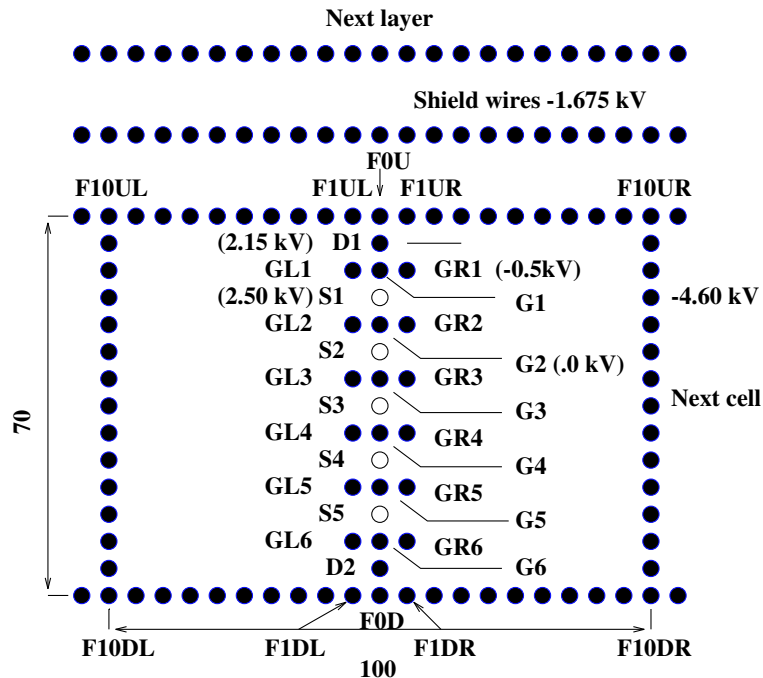 Next layer
Shield wires -1.675 kV
F0U
F10UL F1UL F1UR F10UR
(2.15 kV) D1
GL1 GR1 (-0.5kV)
(2.50 kV) S1 G1 -4.60 kV
GL2 GR2
S2 G2 (.0 kV)
GL3 GR3 Next cell
70 S3 G3
GL4 GR4
S4 G4
GL5 GR5
S5 G5
GL6 GR6
D2 G6
F0D
F10DL F1DL F1DR F10DR
100